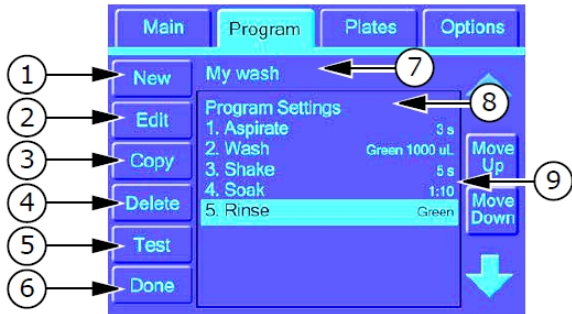 Main Program Plates Options
1 New My wash 7
Program Settings 8
2 Edit 1. Aspirate 3 s
2. Wash Green 1000 uL Move Up
3 Copy 3. Shake 5 s 9
4. Soak 1:10
4 Delete 5. Rinse Green Move Down
5 Test
6 Done